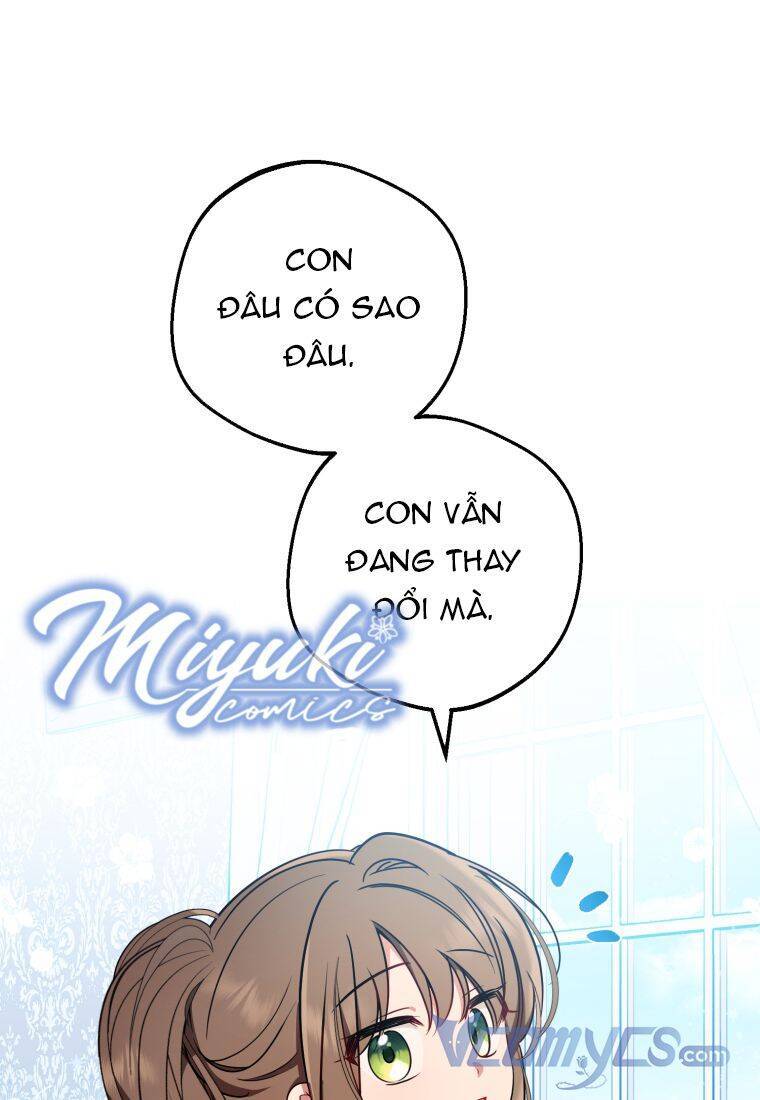 CON
ĐÂU CÓ SAO
ĐÂU.
CON VẪN
ĐANG THAY
ĐỔI MÀ.
Miyuki
comics
VCOMYCS.com